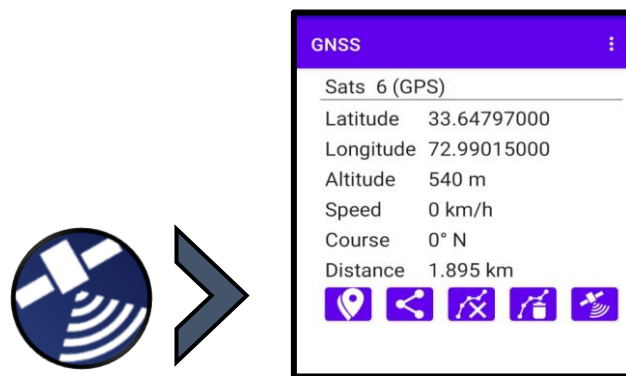 GNSS
Sats 6 (GPS)
Latitude 33.64797000
Longitude 72.99015000
Altitude 540 m
Speed 0 km/h
Course 0° N
Distance 1.895 km